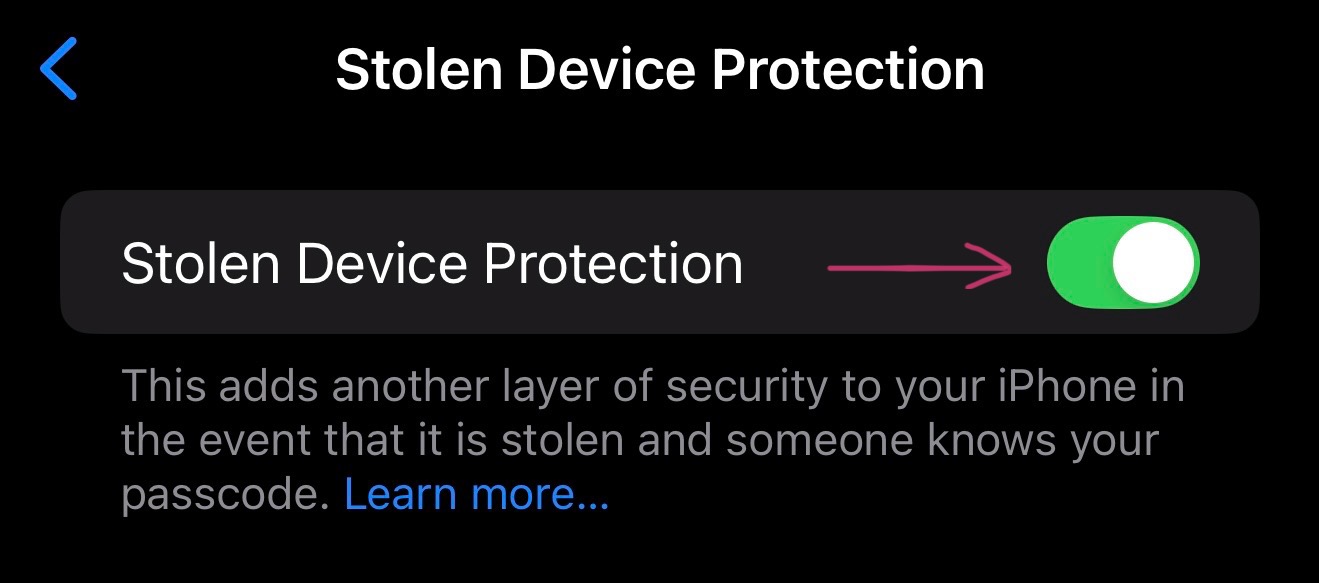 Stolen Device Protection
Stolen Device Protection
This adds another layer of security to your iPhone in
the event that it is stolen and someone knows your
passcode. Learn more...